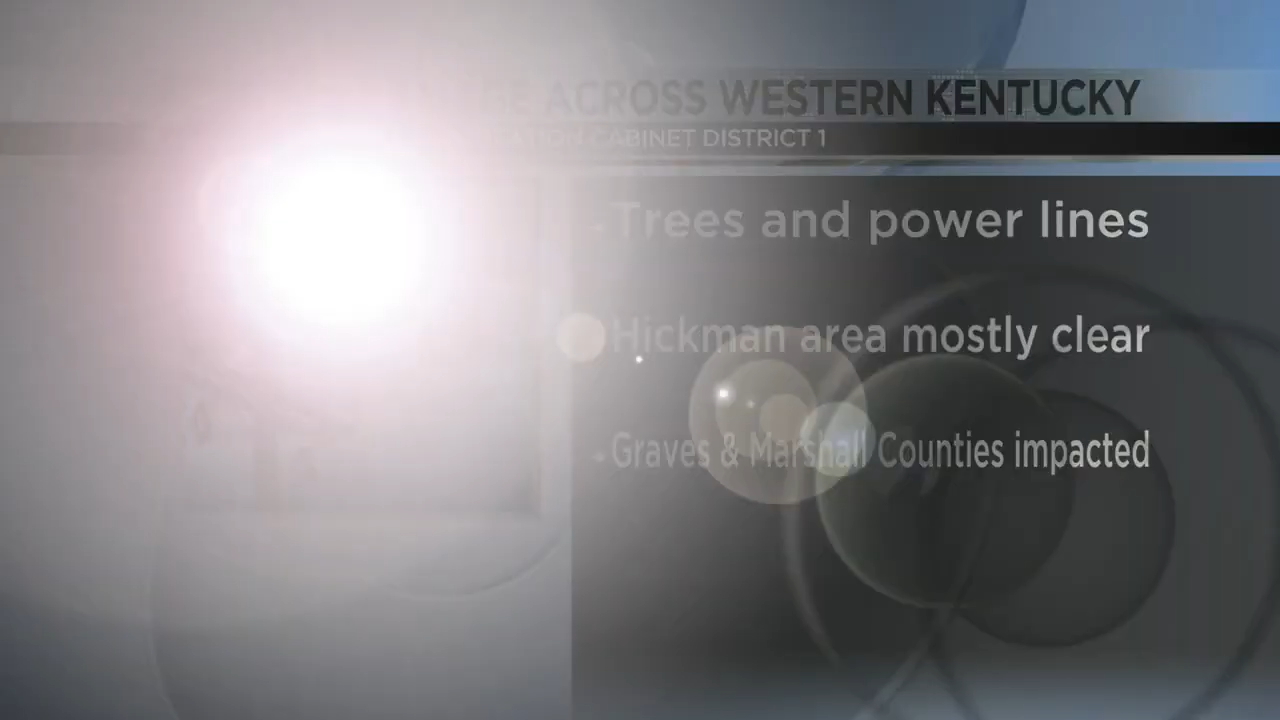 ACROSS WESTERN KENTUCKY
CABINET DISTRICT 1
-Trees and power lines
Hickman area mostly clear
Graves & Marshall Counties impacted